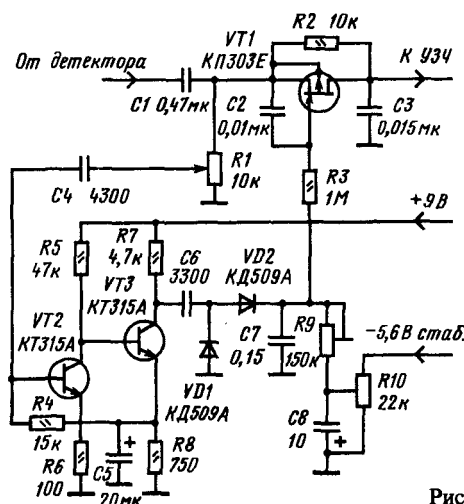 R2 10к
VT1
КП303Е
От детектора
К УЗЧ
C1 0,47мк
C2
0,01мк
C3
0,015мк
R1
10к
C4
4300
R3
1М
+9В
R5
47к
R7
4,7к
C6
3300
VD2
КД509А
VT3
КТ315А
VT2
КТ315А
C7
0,15
R9
150к
-5,6В стаб.
R10
22к
VD1
КД509А
C8
10
+
R4
15к
+
R6
100
C5
20мк
R8
750
Рис